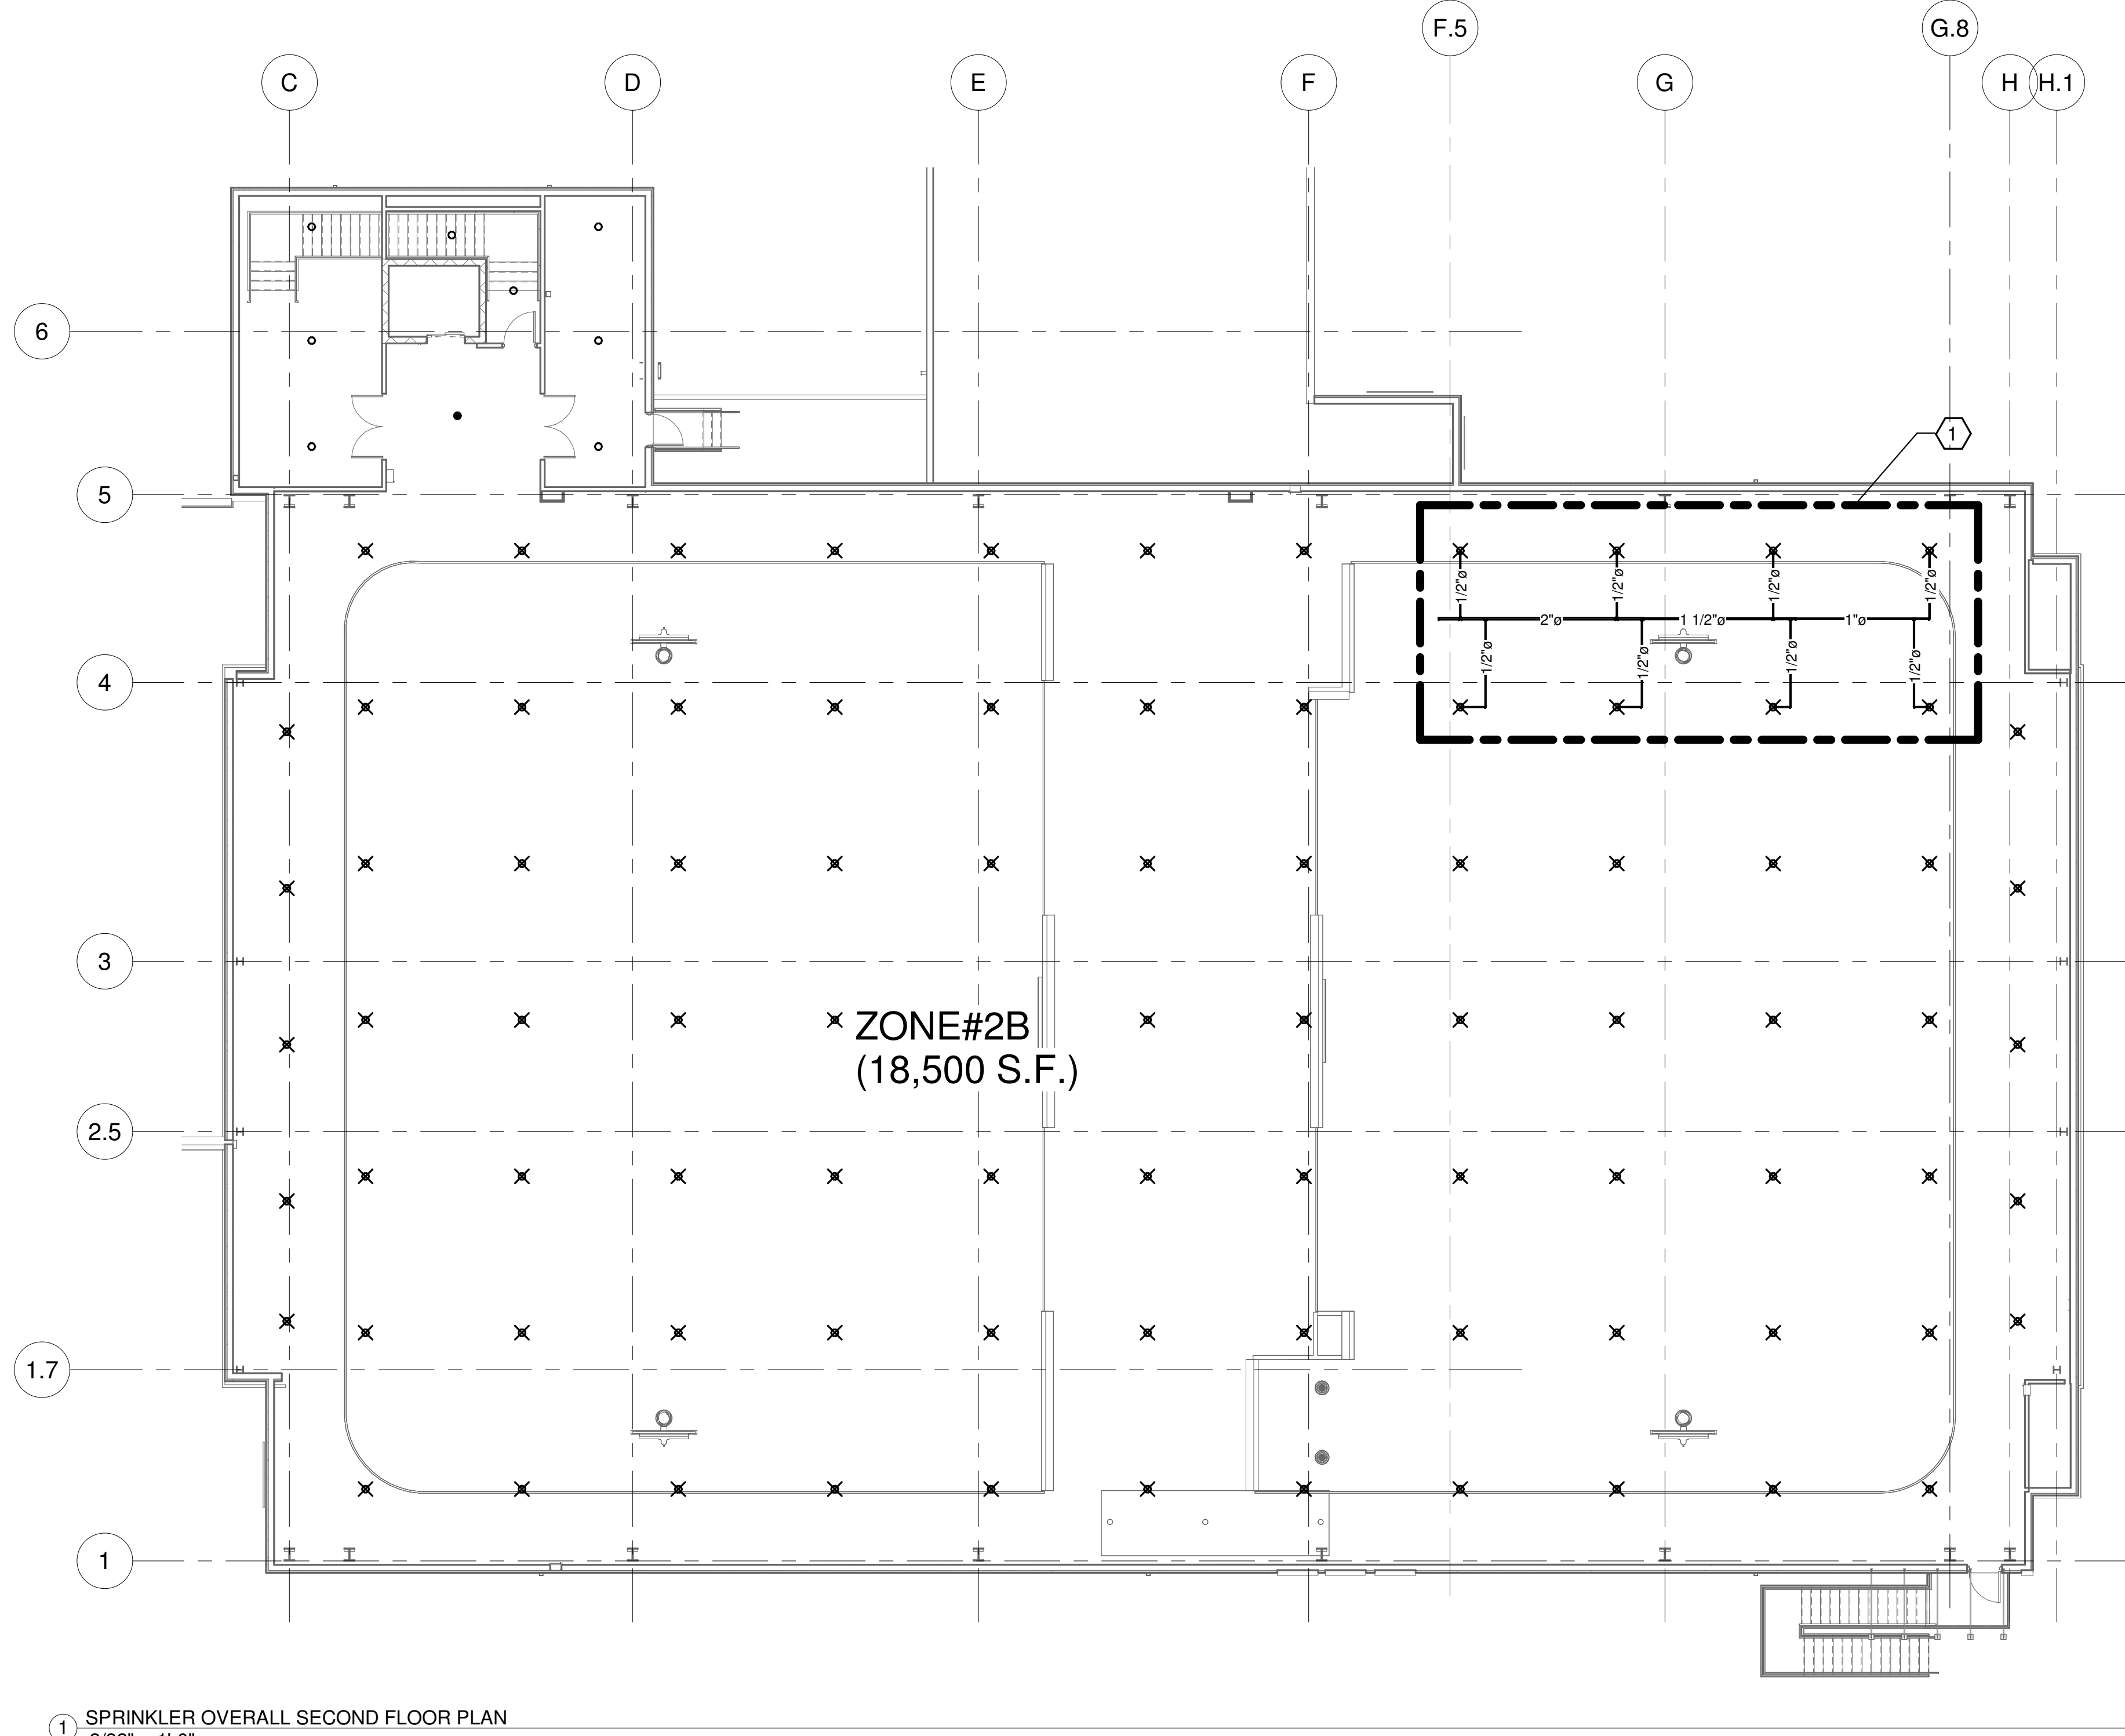 F.5
G.8
C
D
E
F
G
H
H.1
6
1
5
1/2"ø
1/2"ø
1/2"ø
1/2"ø
2"ø
1 1/2"ø
1"ø
1/2"ø
1/2"ø
1/2"ø
1/2"ø
4
3
ZONE#2B
(18,500 S.F.)
2.5
1.7
1
1
SPRINKLER OVERALL SECOND FLOOR PLAN